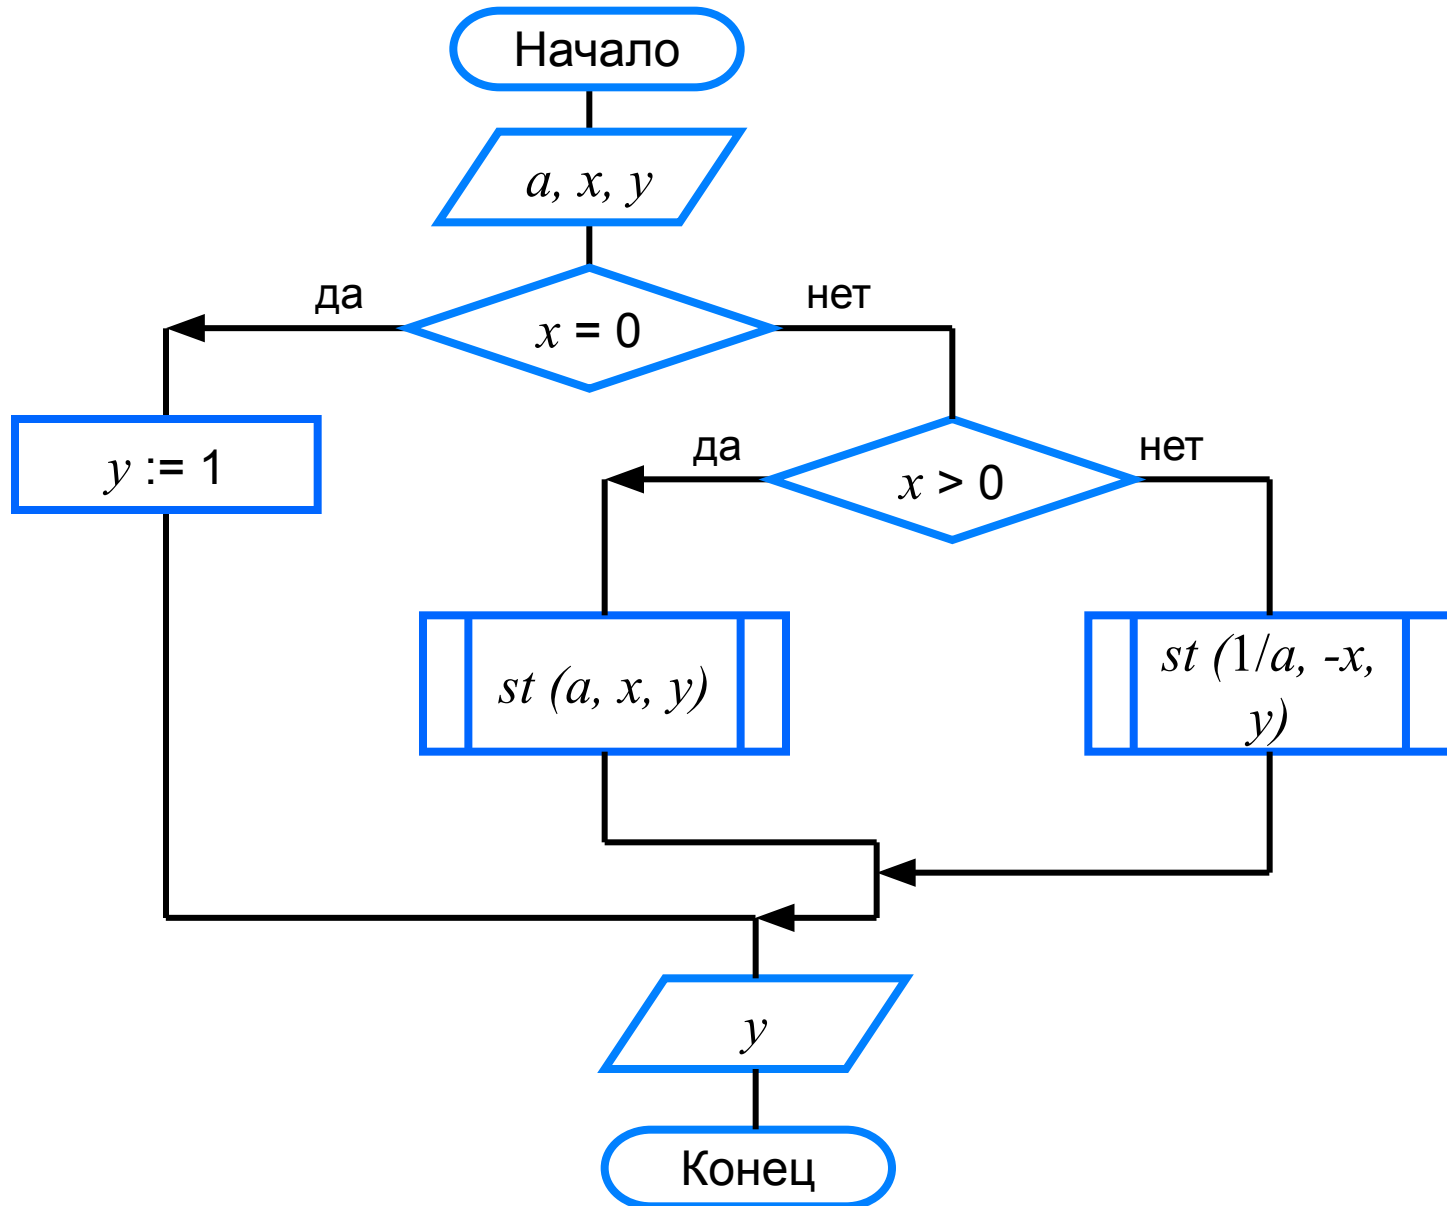 Начало
a, x, y
да
нет
x = 0
y := 1
да
нет
x > 0
st (a, x, y)
st (1/a, -x,
y)
y
Конец